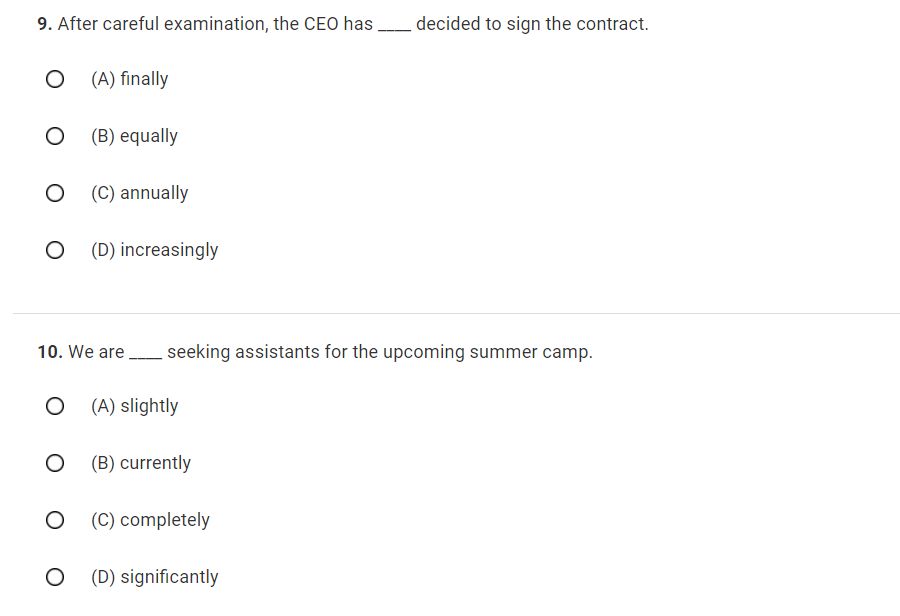 9. After careful examination, the CEO has ____ decided to sign the contract.
(A) finally
(B) equally
(C) annually
(D) increasingly
10. We are ____ seeking assistants for the upcoming summer camp.
(A) slightly
(B) currently
(C) completely
(D) significantly